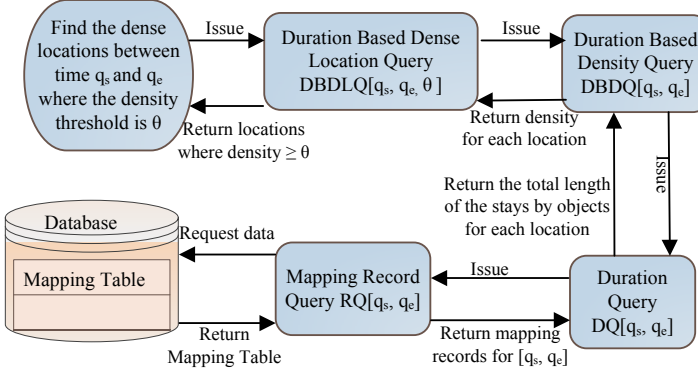 Find the dense
locations between
time qs and qe
where the density
threshold is θ
Issue
Return locations
where density ≥ θ
Duration Based Dense
Location Query
DBDLQ[qs, qe, θ ]
Issue
Return density
for each location
Duration Based
Density Query
DBDQ[qs, qe]
Issue
Return the total length
of the stays by objects
for each location
Database
Mapping Table
Request data
Return
Mapping Table
Mapping Record
Query RQ[qs, qe]
Issue
Return mapping
records for [qs, qe]
Duration
Query
DQ[qs, qe]